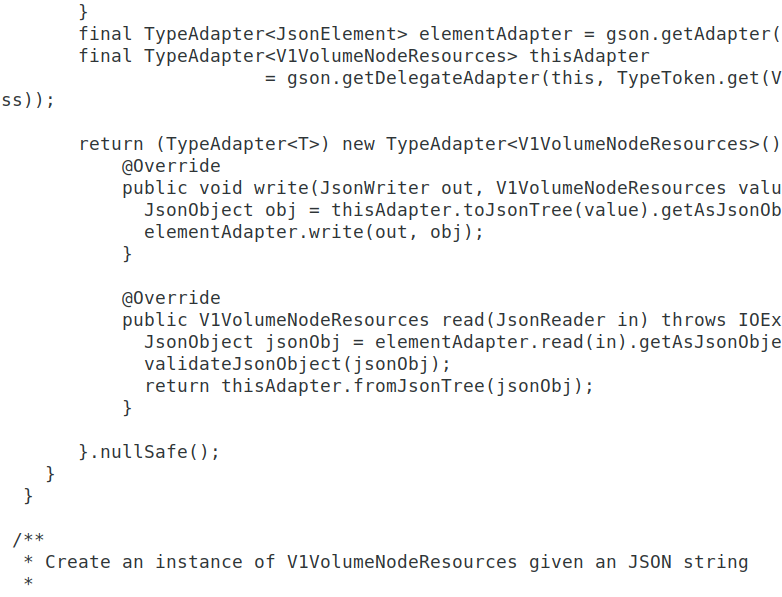 }
final TypeAdapter<JsonElement> elementAdapter = gson.getAdapter(
final TypeAdapter<V1VolumeNodeResources> thisAdapter
= gson.getDelegateAdapter(this, TypeToken.get(V
ss));
return (TypeAdapter<T>) new TypeAdapter<V1VolumeNodeResources>()
@Override
public void write(JsonWriter out, V1VolumeNodeResources valu
JsonObject obj = thisAdapter.toJsonTree(value).getAsJsonOb
elementAdapter.write(out, obj);
}
@Override
public V1VolumeNodeResources read(JsonReader in) throws IOEx
JsonObject jsonObj = elementAdapter.read(in).getAsJsonObje
validateJsonObject(jsonObj);
return thisAdapter.fromJsonTree(jsonObj);
}
}.nullSafe();
}
}
/**
* Create an instance of V1VolumeNodeResources given an JSON string
*